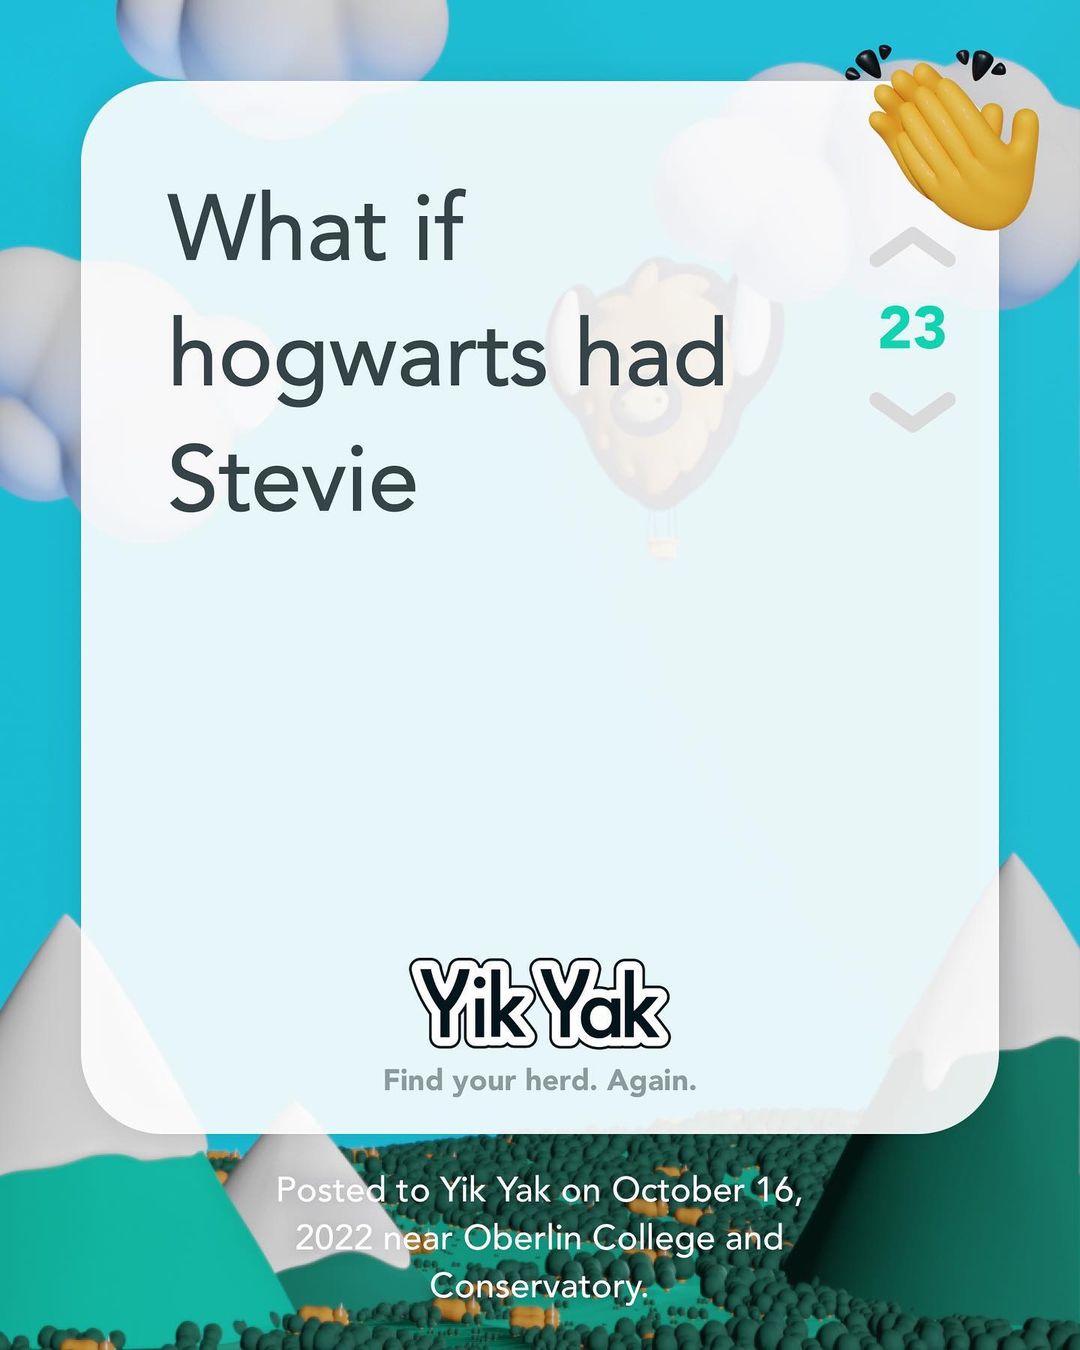 What if
hogwarts had
Stevie
23
Yik Yak
Find your herd. Again.
Posted to Yik Yak on October 16,
2022 near Oberlin College and
Conservatory.